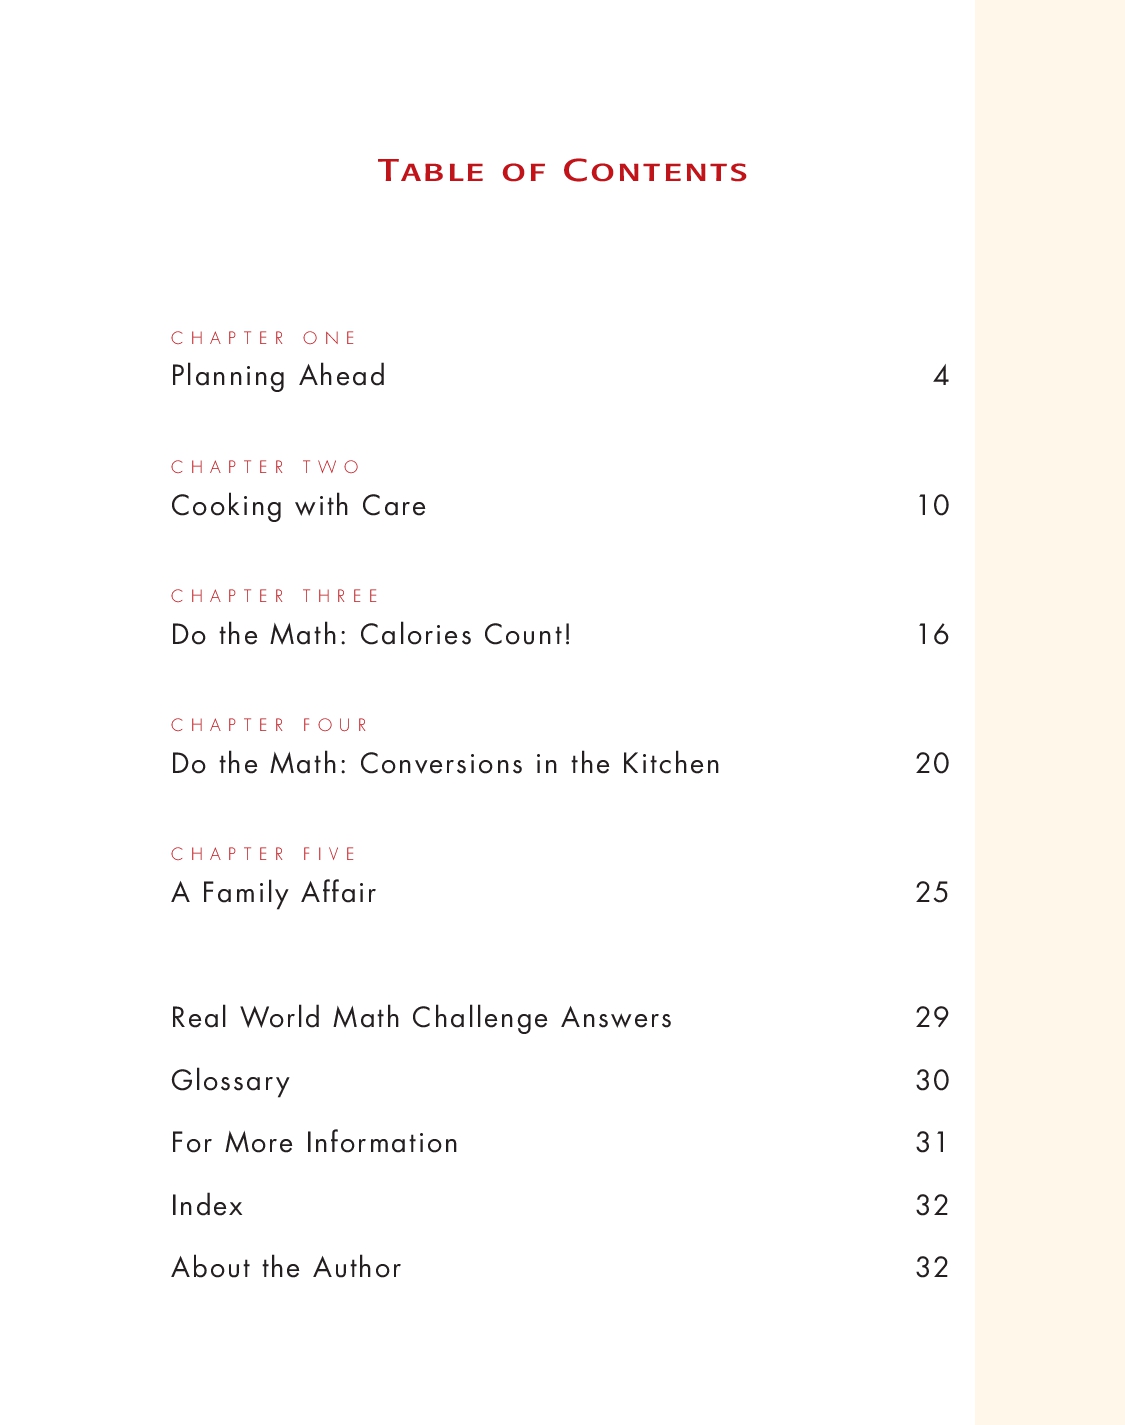 TABLE OF CONTENTS
CHAPTER ONE
Planning Ahead 4
CHAPTER TWO
Cooking with Care 10
CHAPTER THREE
Do the Math: Calories Count! 16
CHAPTER FOUR
Do the Math: Conversions in the Kitchen 20
CHAPTER FIVE
A Family Affair 25
Real World Math Challenge Answers 29
Glossary 30
For More Information 31
Index 32
About the Author 32